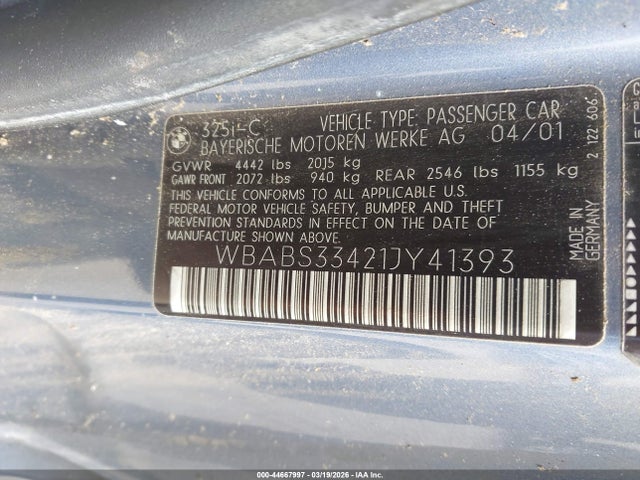 325i-C VEHICLE TYPE PASSENGER CAR
BAYERISCHE MOTOREN WERKE AG 04/01
GVWR 4442 lbs 2015 kg
GAWR FRONT 2072 lbs 940 kg REAR 2546 lbs 1155 kg
THIS VEHICLE CONFORMS TO ALL APPLICABLE U.S.
FEDERAL MOTOR VEHICLE SAFETY, BUMPER AND THEFT
PREVENTION STANDARDS IN EFFECT ON THE DATE OF
MANUFACTURE SHOWN ABOVE.
WBABS33421JY41393
2 122 606
MADE IN
GERMANY
000-44667997 - 03/19/2026 - IAA Inc.